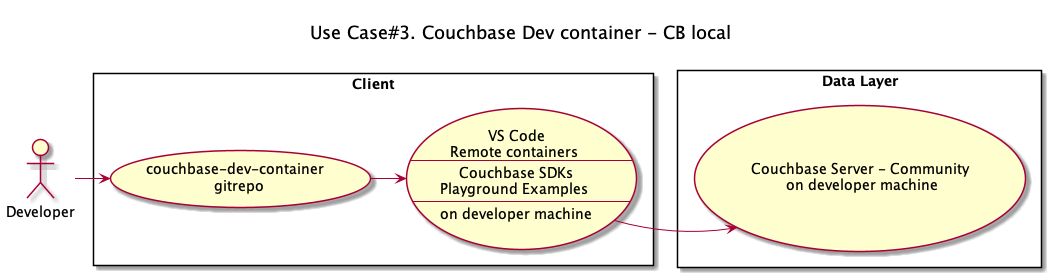 Use Case#3. Couchbase Dev container - CB local
Client
Data Layer
Developer
couchbase-dev-container
gitrepo
VS Code
Remote containers
Couchbase SDKs
Playground Examples
on developer machine
Couchbase Server - Community
on developer machine